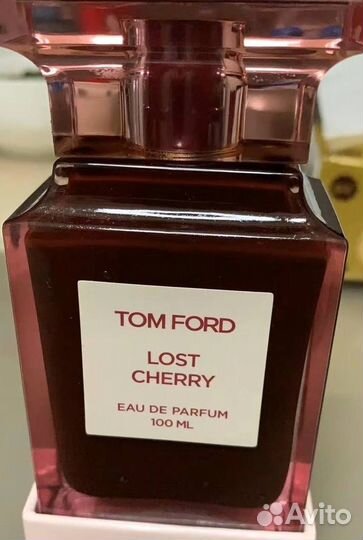 TOM FORD
LOST
CHERRY
EAU DE PARFUM
100 ML
Avito